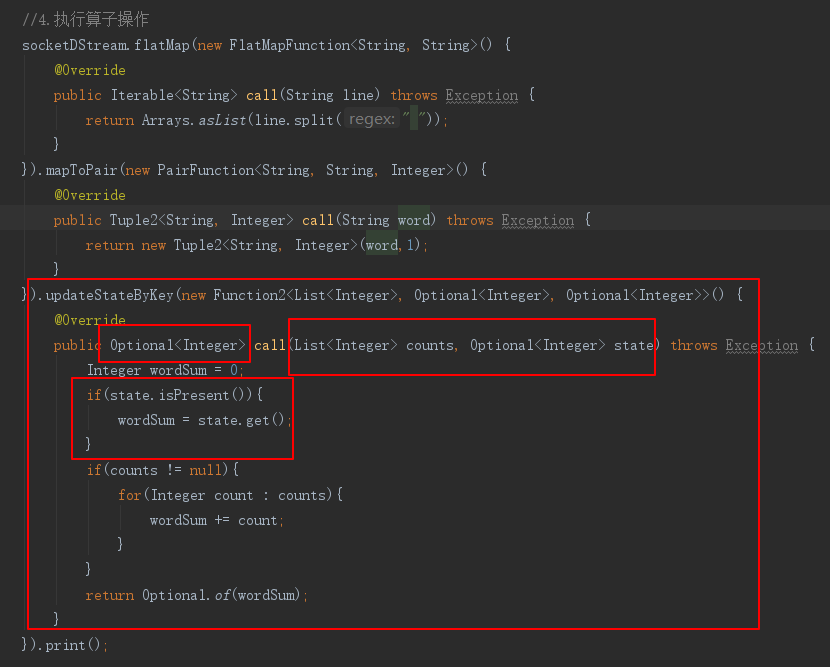 //4.执行算子操作
socketDStream.flatMap(new FlatMapFunction<String, String>() {
    @Override
    public Iterable<String> call(String line) throws Exception {
        return Arrays.asList(line.split( regex: " "));
    }
}).mapToPair(new PairFunction<String, String, Integer>() {
    @Override
    public Tuple2<String, Integer> call(String word) throws Exception {
        return new Tuple2<String, Integer>(word,1);
    }
}).updateStateByKey(new Function2<List<Integer>, Optional<Integer>, Optional<Integer>>() {
    @Override
    public Optional<Integer> call(List<Integer> counts, Optional<Integer> state) throws Exception {
        Integer wordSum = 0;
        if(state.isPresent()){
            wordSum = state.get();
        }
        if(counts != null){
            for(Integer count : counts){
                wordSum += count;
            }
        }
        return Optional.of(wordSum);
    }
}).print();